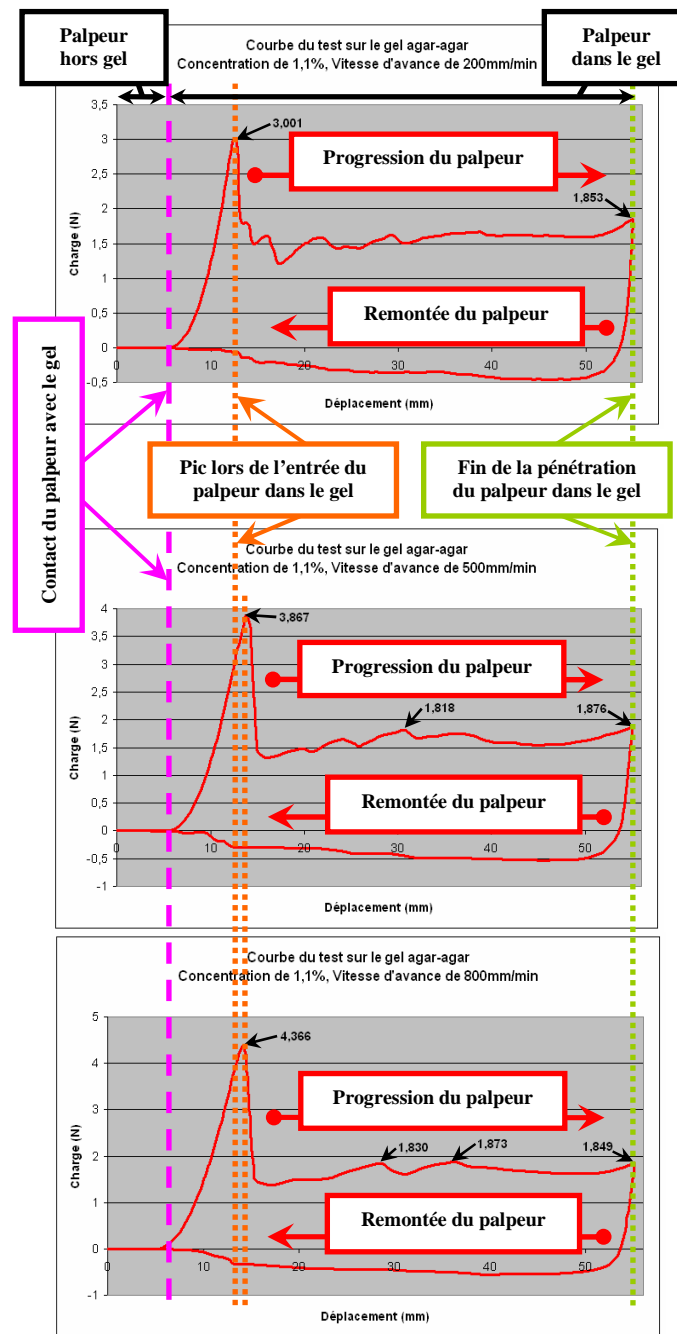 Palpeur
hors gel
Palpeur
dans le gel
Courbe du test sur le gel agar-agar
Concentration de 1,1%, Vitesse d'avance de 200mm/min
3,5
3
2,5
2
1,5
1
0,5
0
-0,5
Charge (N)
3,001
Progression du palpeur
1,853
Remontée du palpeur
0
10
20
30
40
50
Déplacement (mm)
Contact du palpeur avec le gel
Pic lors de l'entrée du
palpeur dans le gel
Fin de la pénétration
du palpeur dans le gel
Courbe du test sur le gel agar-agar
Concentration de 1,1%, Vitesse d'avance de 500mm/min
4
3,5
3
2,5
2
1,5
1
0,5
0
-0,5
-1
Charge (N)
3,867
Progression du palpeur
1,818
1,876
Remontée du palpeur
0
10
20
30
40
50
Déplacement (mm)
Courbe du test sur le gel agar-agar
Concentration de 1,1%, Vitesse d'avance de 800mm/min
5
4
3
2
1
0
-1
Charge (N)
4,366
Progression du palpeur
1,830
1,873
1,849
Remontée du palpeur
0
10
20
30
40
50
Déplacement (mm)